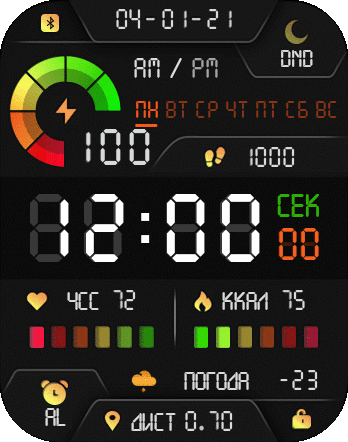 04-01-21
DND
AM / PM
ПН ВТ СР ЧТ ПТ СБ ВС
100
1000
12:00
СЕК
00
ЧСС 72
ККАЛ 75
ПОГОДА -23
AL
ДИСТ 0.70